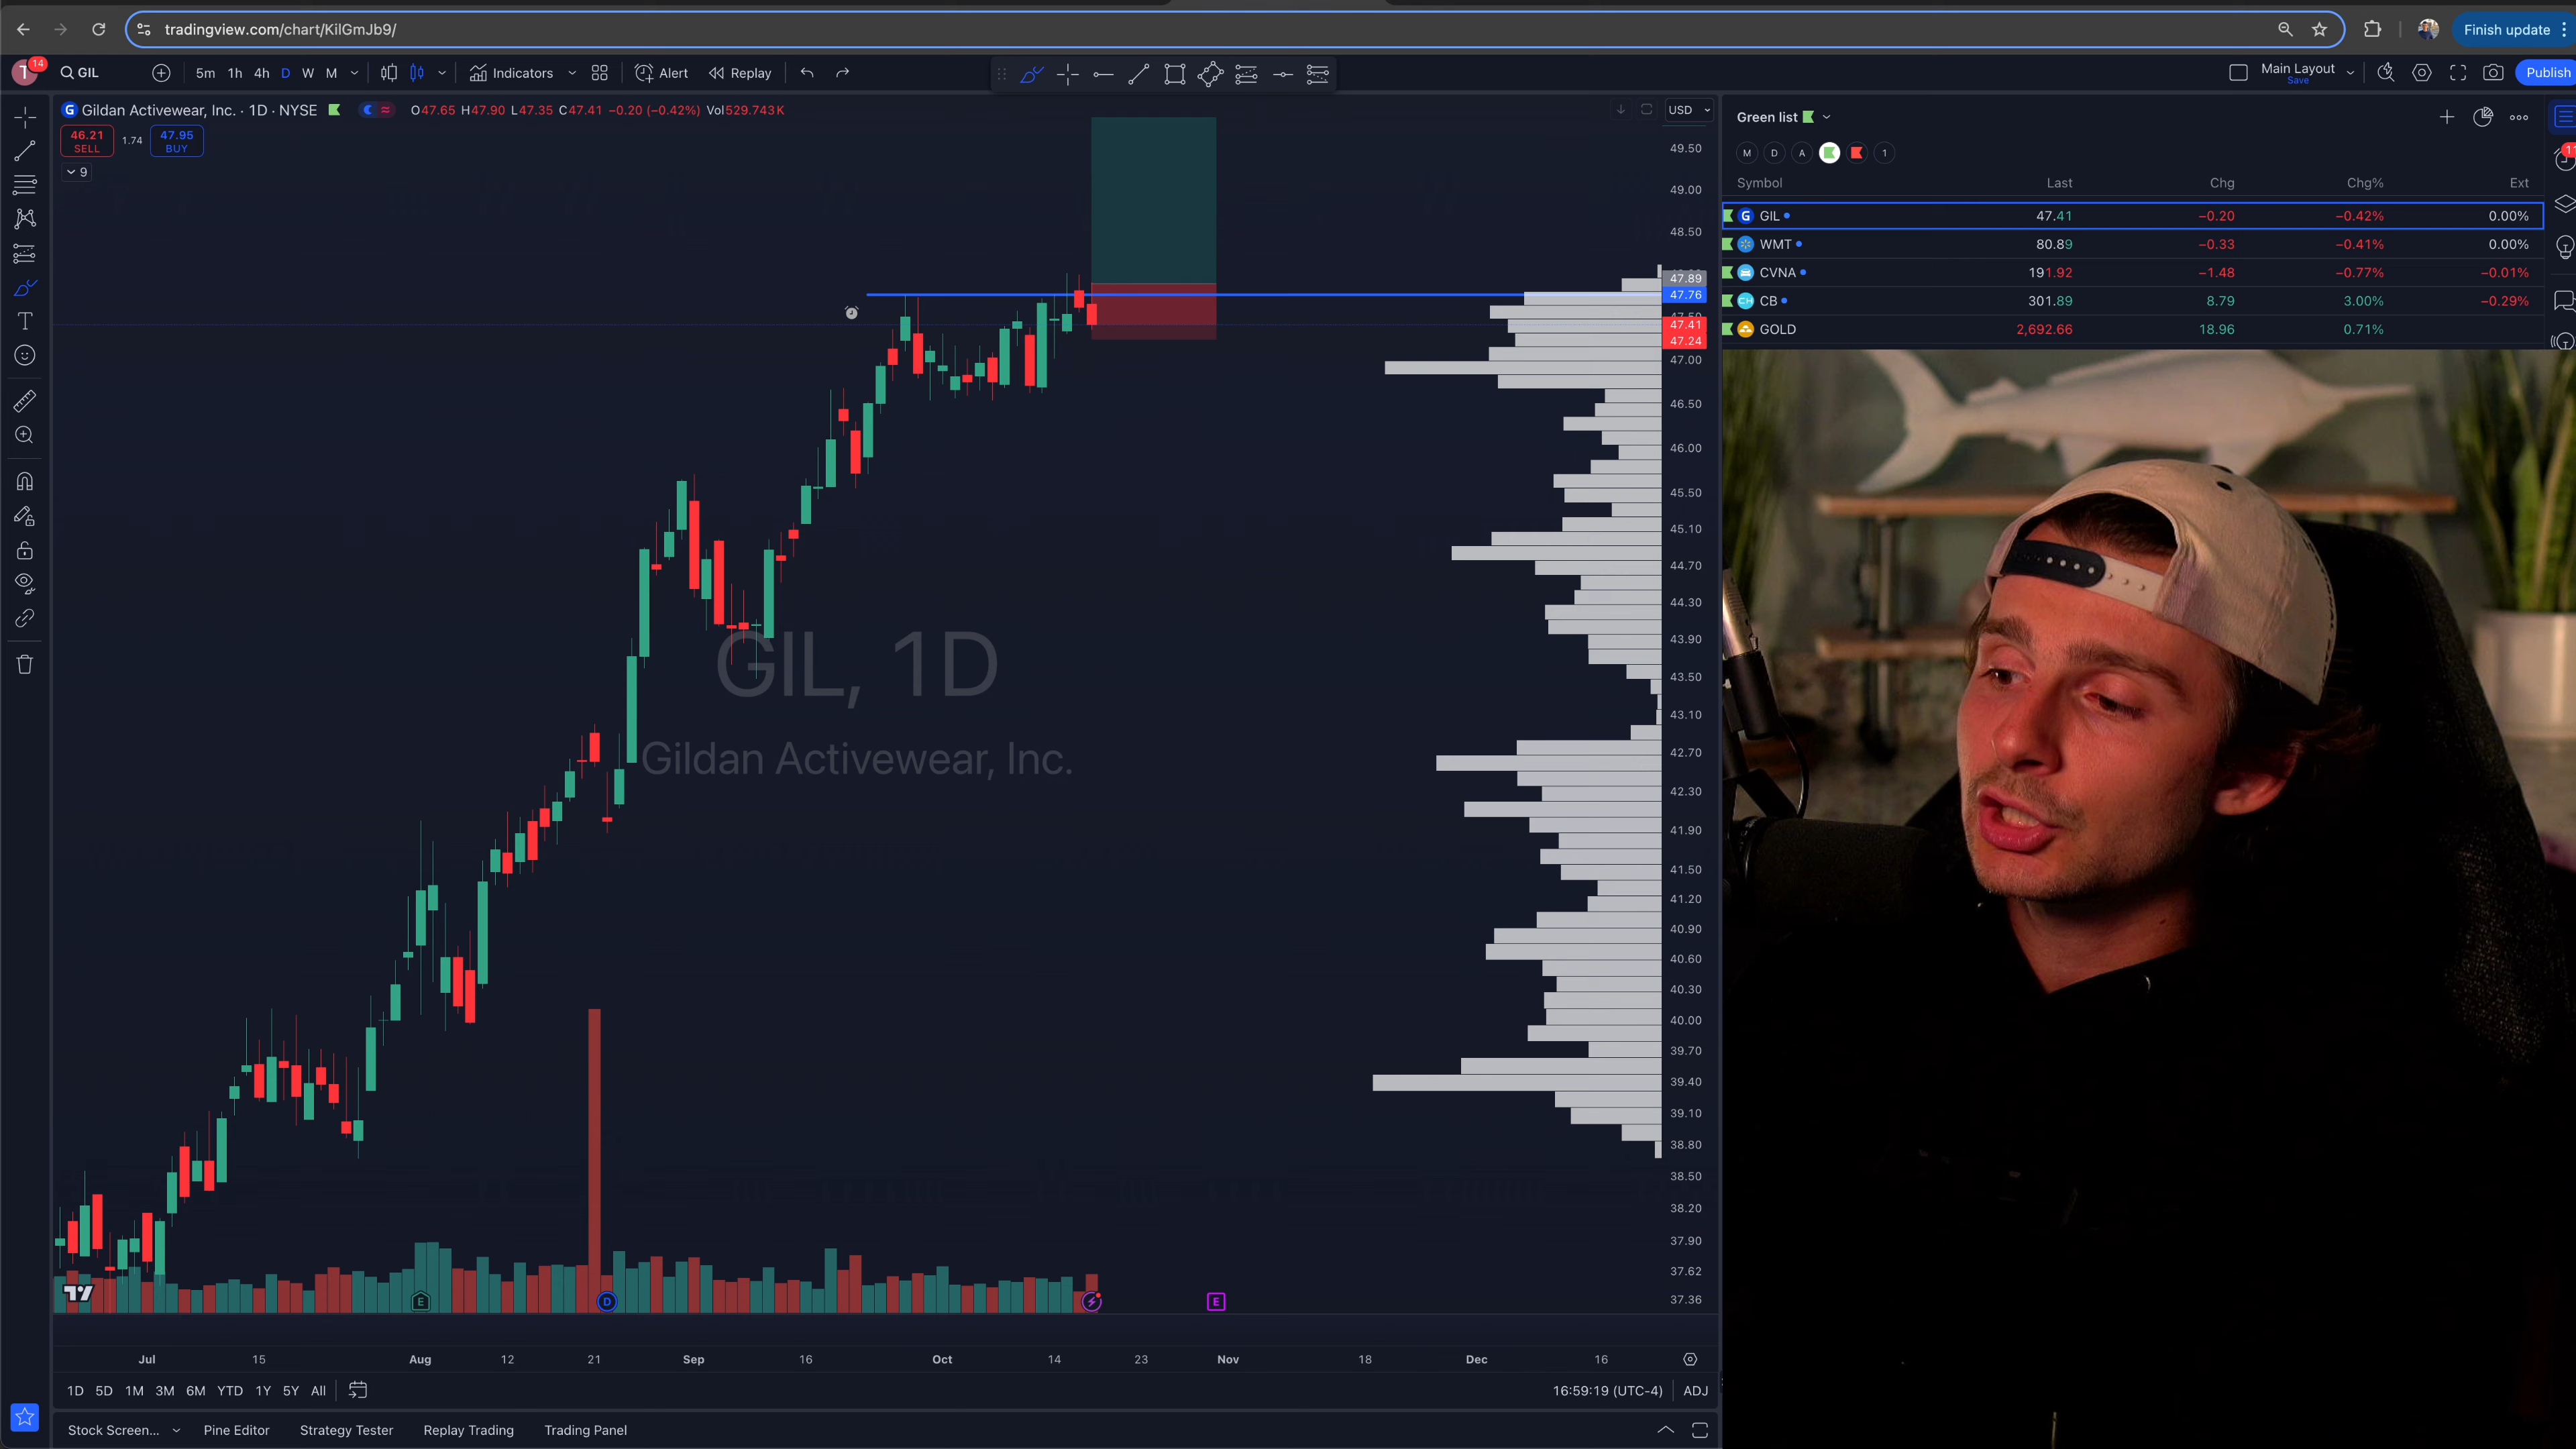 tradingview.com/chart/KilGmJb9/
Finish update
T 14
GIL
5m 1h 4h D W M
Indicators
Alert
Replay
Main Layout
Save
Publish
G Gildan Activewear, Inc. · 1D · NYSE
O47.65 H47.90 L47.35 C47.41 −0.20 (−0.42%) Vol529.743K
USD
46.21
SELL
1.74
47.95
BUY
9
49.50
49.00
48.50
47.89
47.76
47.41
47.24
47.00
46.50
46.00
45.50
45.10
44.70
44.30
43.90
43.50
43.10
42.70
42.30
41.90
41.50
41.20
40.90
40.60
40.30
40.00
39.70
39.40
39.10
38.80
38.50
38.20
37.90
37.62
37.36
GIL, 1D
Gildan Activewear, Inc.
E
D
E
Jul 15 Aug 12 21 Sep 16 Oct 14 23 Nov 18 Dec 16
1D 5D 1M 3M 6M YTD 1Y 5Y All
16:59:19 (UTC-4) ADJ
Stock Screen... Pine Editor Strategy Tester Replay Trading Trading Panel
Green list
M D A 1
Symbol Last Chg Chg% Ext
G GIL 47.41 −0.20 −0.42% 0.00%
WMT 80.89 −0.33 −0.41% 0.00%
CVNA 191.92 −1.48 −0.77% −0.01%
CH CB 301.89 8.79 3.00% −0.29%
GOLD 2,692.66 18.96 0.71%